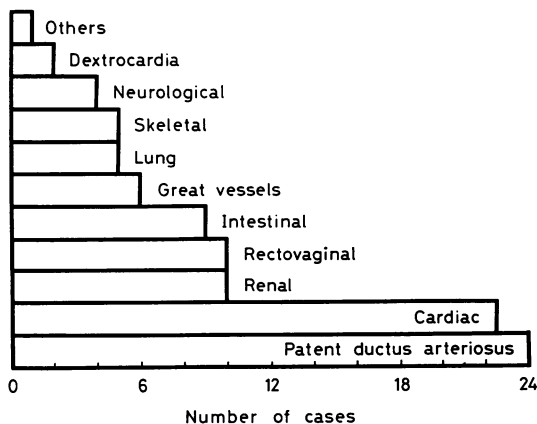 Others
Dextrocardia
Neurological
Skeletal
Lung
Great vessels
Intestinal
Rectovaginal
Renal
Cardiac
Patent ductus arteriosus
0 6 12 18 24
Number of cases